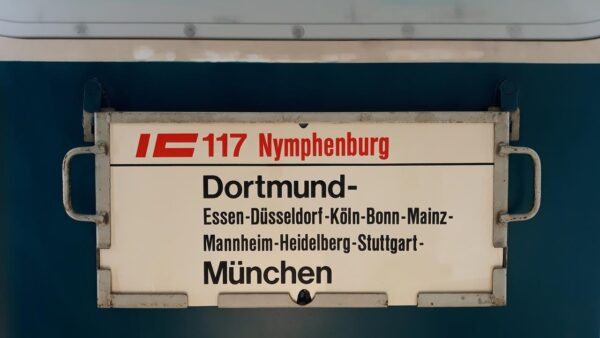 IC 117 Nymphenburg
Dortmund-
Essen-Düsseldorf-Köln-Bonn-Mainz-
Mannheim-Heidelberg-Stuttgart-
München